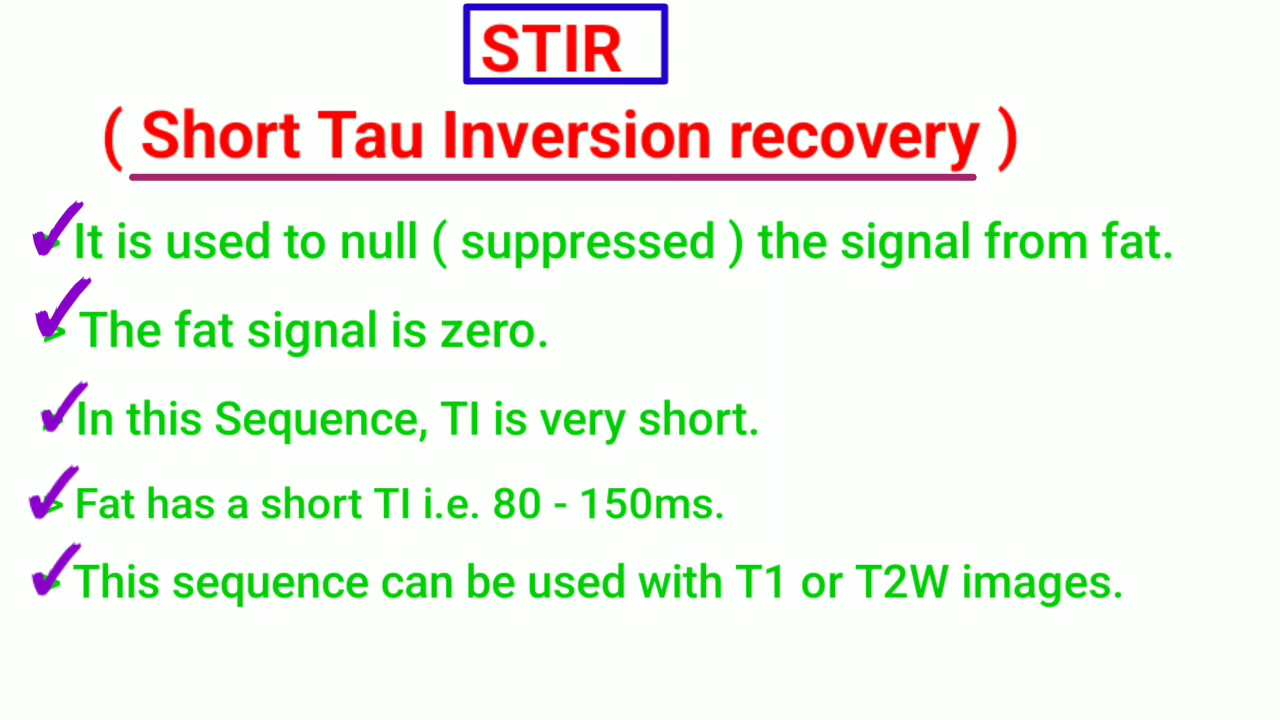 STIR
( Short Tau Inversion recovery )
> It is used to null ( suppressed ) the signal from fat.
> The fat signal is zero.
> In this Sequence, TI is very short.
> Fat has a short TI i.e. 80 - 150ms.
> This sequence can be used with T1 or T2W images.